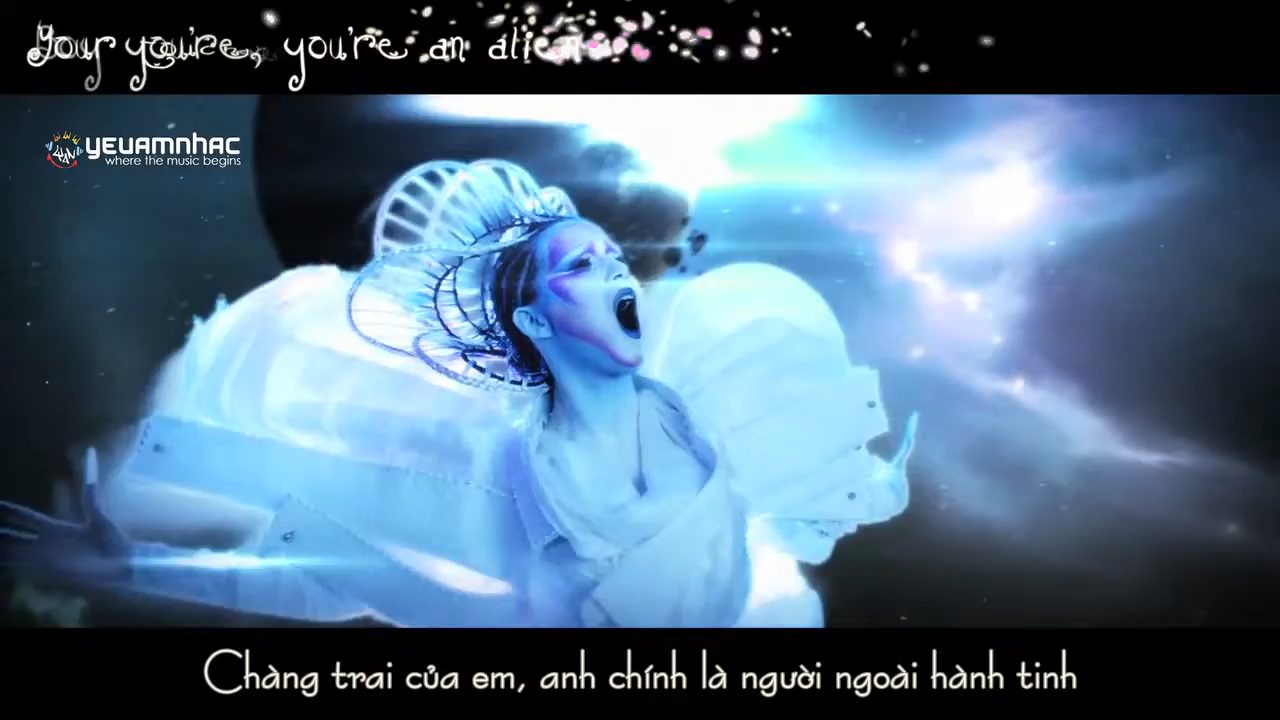 Boy you're, you're an alien
YEUAMNHAC
where the music begins
Chàng trai của em, anh chính là người ngoài hành tinh